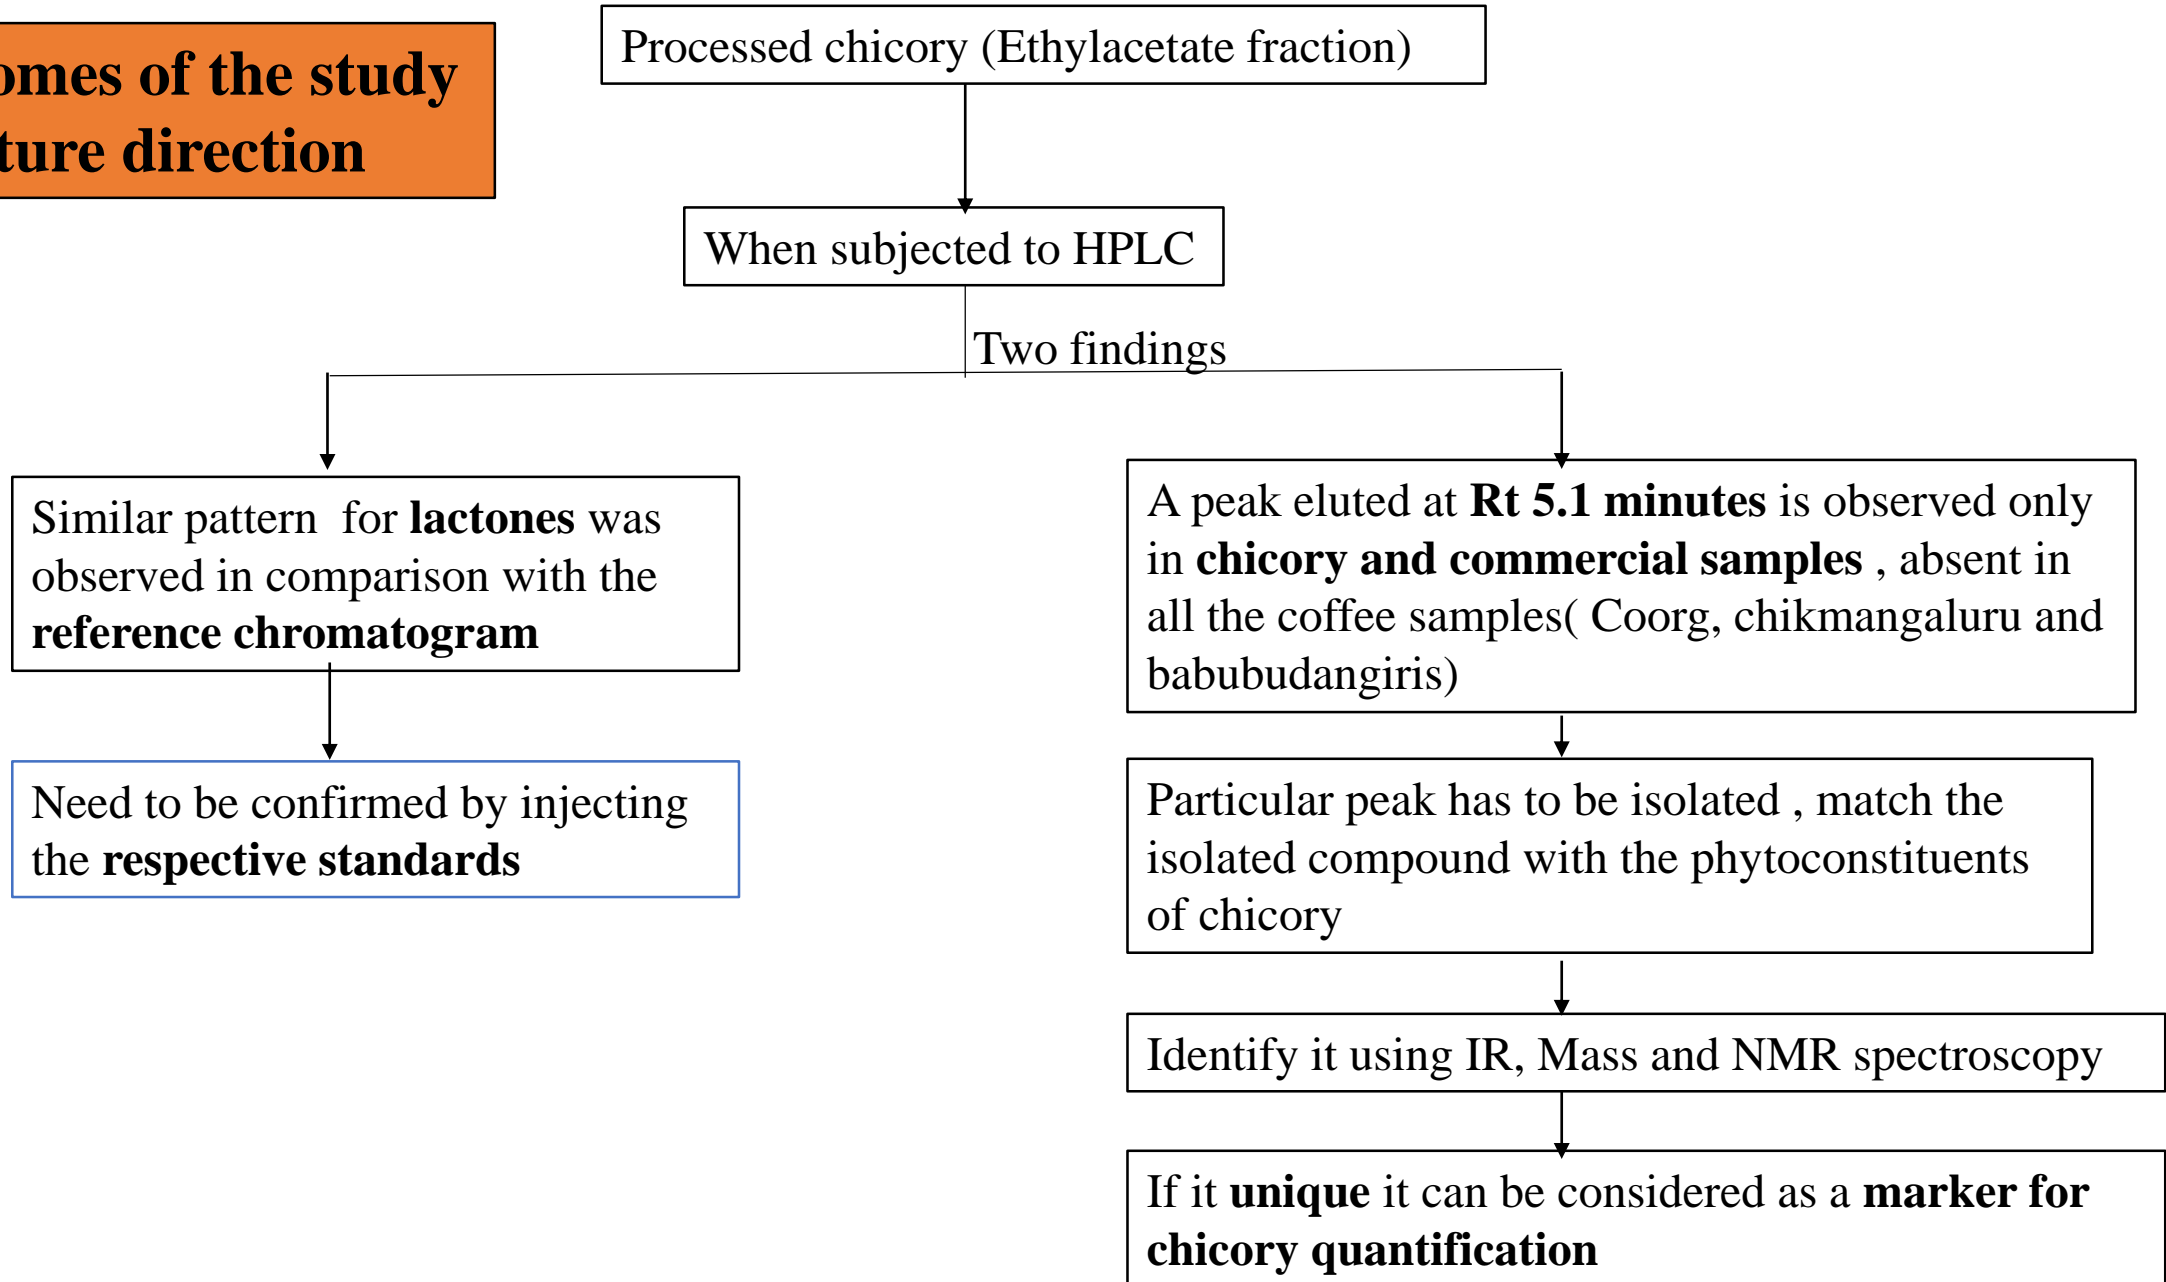 omes of the study
ture direction
Processed chicory (Ethylacetate fraction)
When subjected to HPLC
Two findings
Similar pattern for lactones was
observed in comparison with the
reference chromatogram
Need to be confirmed by injecting
the respective standards
A peak eluted at Rt 5.1 minutes is observed only
in chicory and commercial samples , absent in
all the coffee samples( Coorg, chikmangaluru and
babubudangiris)
Particular peak has to be isolated , match the
isolated compound with the phytoconstituents
of chicory
Identify it using IR, Mass and NMR spectroscopy
If it unique it can be considered as a marker for
chicory quantification